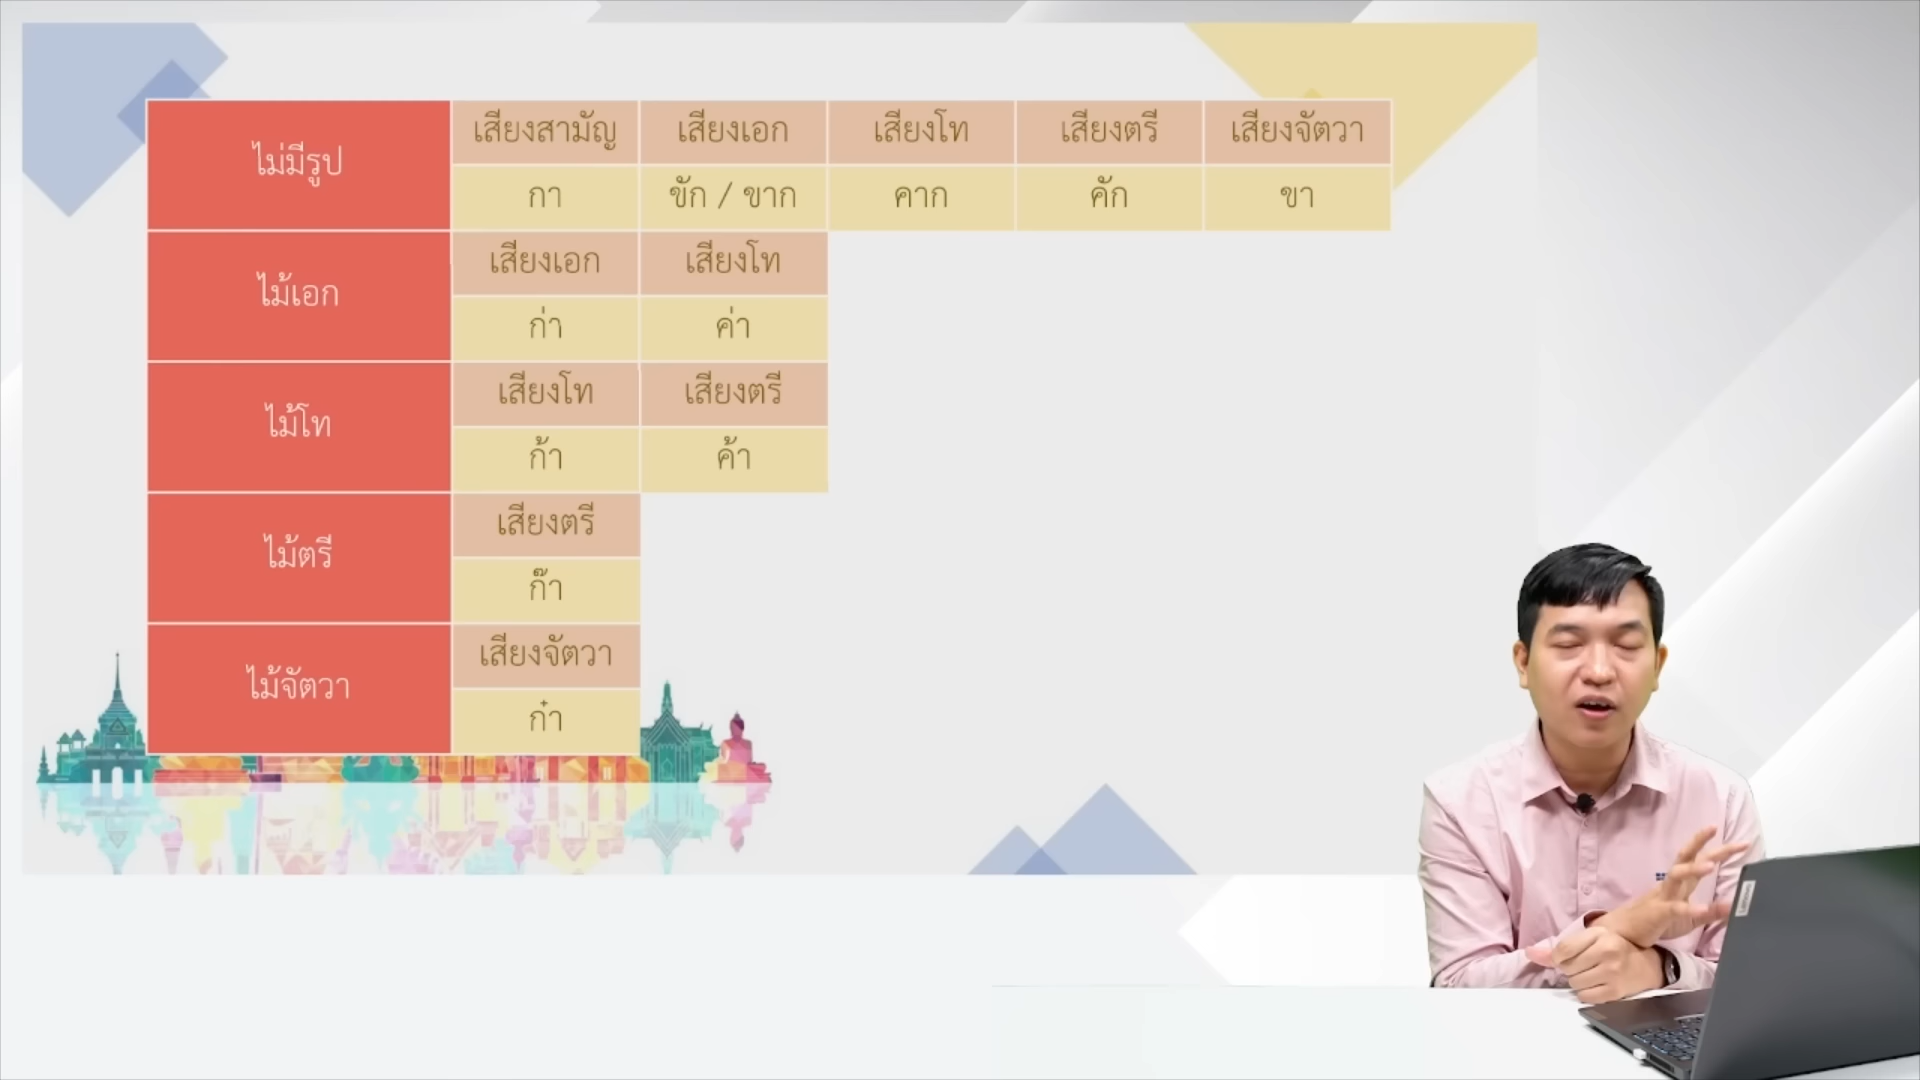 ไม่มีรูป
เสียงสามัญ เสียงเอก เสียงโท เสียงตรี เสียงจัตวา
กา ขัก / ขาก คาก คัก ขา
ไม้เอก
เสียงเอก เสียงโท
ก่า ค่า
ไม้โท
เสียงโท เสียงตรี
ก้า ค้า
ไม้ตรี
เสียงตรี
ก๊า
ไม้จัตวา
เสียงจัตวา
ก๋า